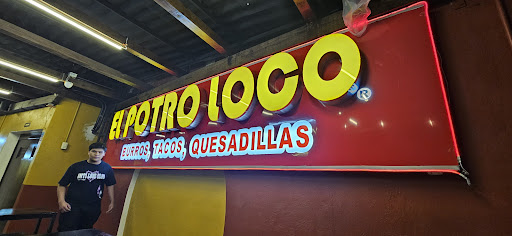 EL POTRO LOCO
®
BURROS, TACOS, QUESADILLAS